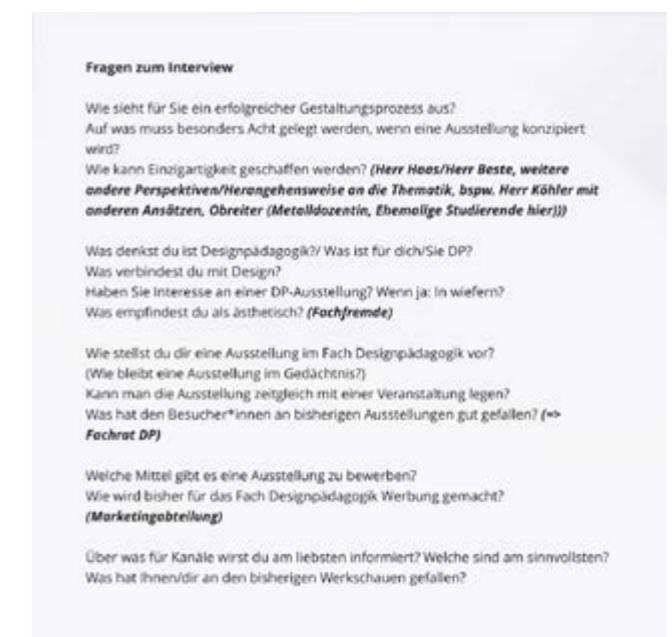 Fragen zum Interview
Wie sieht für Sie ein erfolgreicher Gestaltungsprozess aus?
Auf was muss besonders Acht gelegt werden, wenn eine Ausstellung konzipiert
wird?
Wie kann Einzigartigkeit geschaffen werden? (Herr Haas/Herr Beste, weitere
andere Perspektiven/Herangehensweise an die Thematik, bspw. Herr Köhler mit
anderen Ansätzen, Obreiter (Metalldozentin, Ehemalige Studierende hier)))
Was denkst du ist Designpädagogik?/ Was ist für dich/Sie DP?
Was verbindest du mit Design?
Haben Sie Interesse an einer DP-Ausstellung? Wenn ja: In wiefern?
Was empfindest du als ästhetisch? (Fachfremde)
Wie stellst du dir eine Ausstellung im Fach Designpädagogik vor?
(Wie bleibt eine Ausstellung im Gedächtnis?)
Kann man die Ausstellung zeitgleich mit einer Veranstaltung legen?
Was hat den Besucher*innen an bisherigen Ausstellungen gut gefallen? (=>
Fachrat DP)
Welche Mittel gibt es eine Ausstellung zu bewerben?
Wie wird bisher für das Fach Designpädagogik Werbung gemacht?
(Marketingabteilung)
Über was für Kanäle wirst du am liebsten informiert? Welche sind am sinnvollsten?
Was hat Ihnen/dir an den bisherigen Werkschauen gefallen?